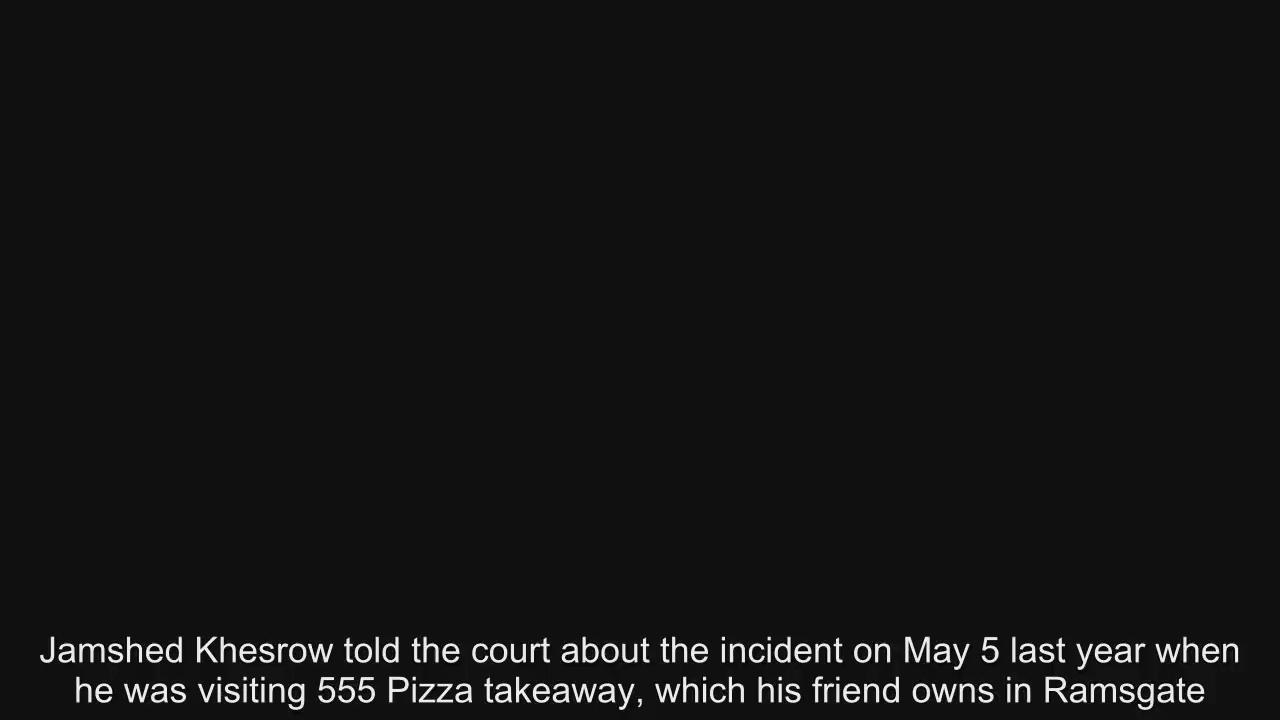 Jamshed Khesrow told the court about the incident on May 5 last year when
he was visiting 555 Pizza takeaway, which his friend owns in Ramsgate